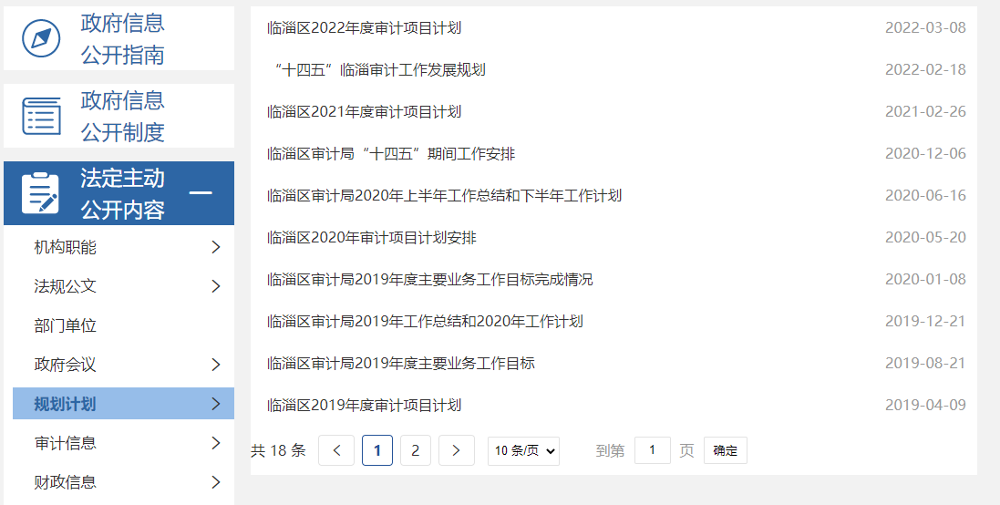 政府信息
公开指南
政府信息
公开制度
法定主动
公开内容
机构职能
法规公文
部门单位
政府会议
规划计划
审计信息
财政信息
临淄区2022年度审计项目计划 2022-03-08
“十四五”临淄审计工作发展规划 2022-02-18
临淄区2021年度审计项目计划 2021-02-26
临淄区审计局“十四五”期间工作安排 2020-12-06
临淄区审计局2020年上半年工作总结和下半年工作计划 2020-06-16
临淄区2020年审计项目计划安排 2020-05-20
临淄区审计局2019年度主要业务工作目标完成情况 2020-01-08
临淄区审计局2019年工作总结和2020年工作计划 2019-12-21
临淄区审计局2019年度主要业务工作目标 2019-08-21
临淄区2019年度审计项目计划 2019-04-09
共 18 条 1 2 10 条/页 到第 1 页 确定